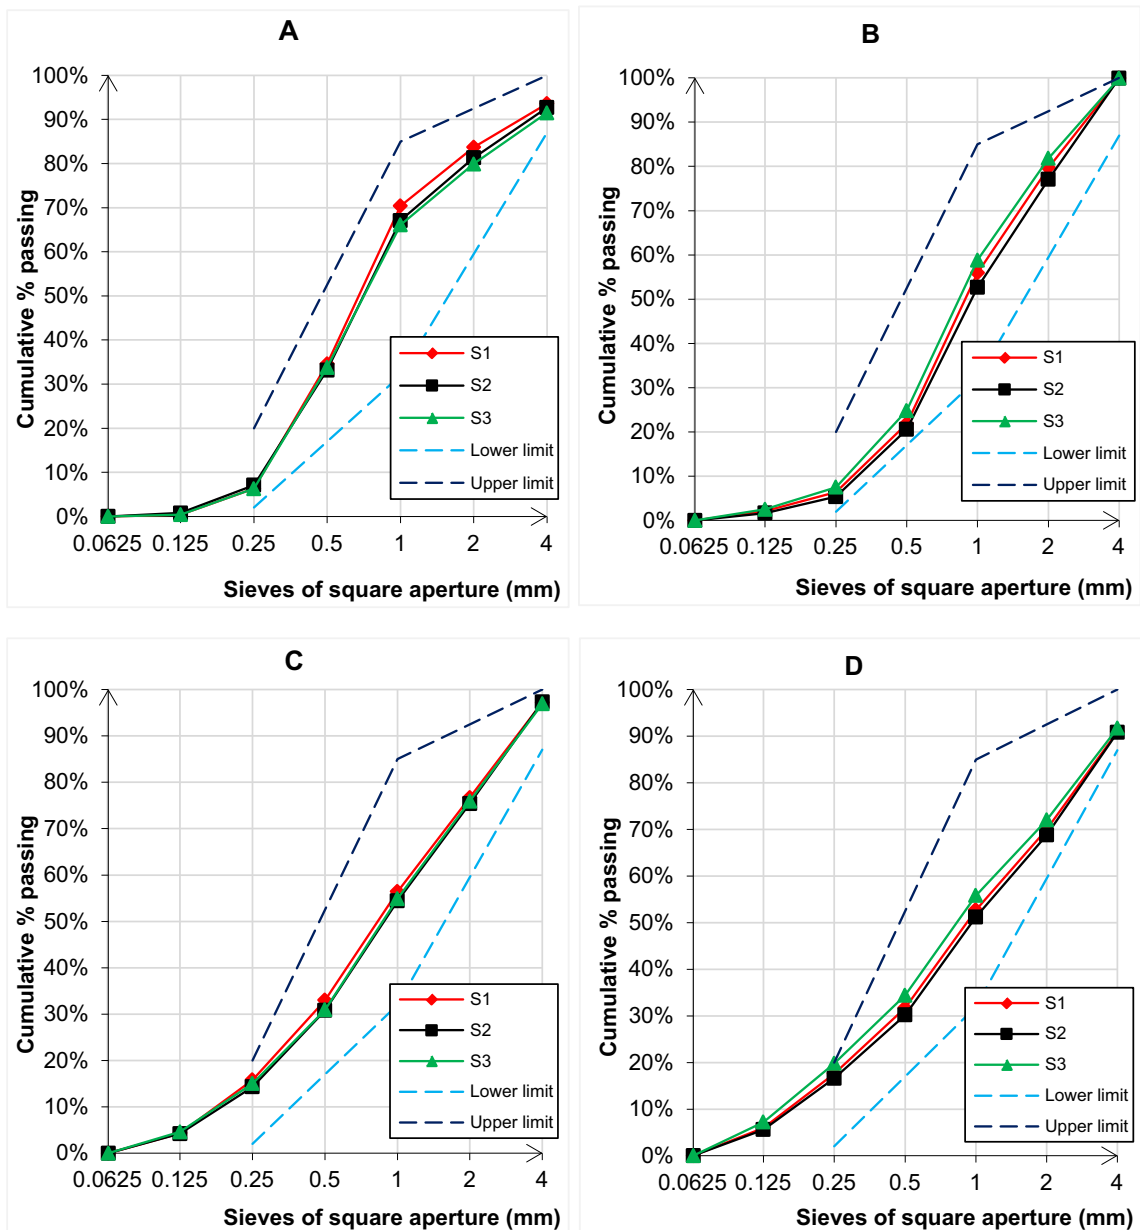 A
100%
90%
80%
70%
60%
50%
40%
30%
20%
10%
0%
Cumulative % passing
S1
S2
S3
Lower limit
Upper limit
0.0625 0.125 0.25 0.5 1 2 4
Sieves of square aperture (mm)
B
100%
90%
80%
70%
60%
50%
40%
30%
20%
10%
0%
Cumulative % passing
S1
S2
S3
Lower limit
Upper limit
0.0625 0.125 0.25 0.5 1 2 4
Sieves of square aperture (mm)
C
100%
90%
80%
70%
60%
50%
40%
30%
20%
10%
0%
Cumulative % passing
S1
S2
S3
Lower limit
Upper limit
0.0625 0.125 0.25 0.5 1 2 4
Sieves of square aperture (mm)
D
100%
90%
80%
70%
60%
50%
40%
30%
20%
10%
0%
Cumulative % passing
S1
S2
S3
Lower limit
Upper limit
0.0625 0.125 0.25 0.5 1 2 4
Sieves of square aperture (mm)